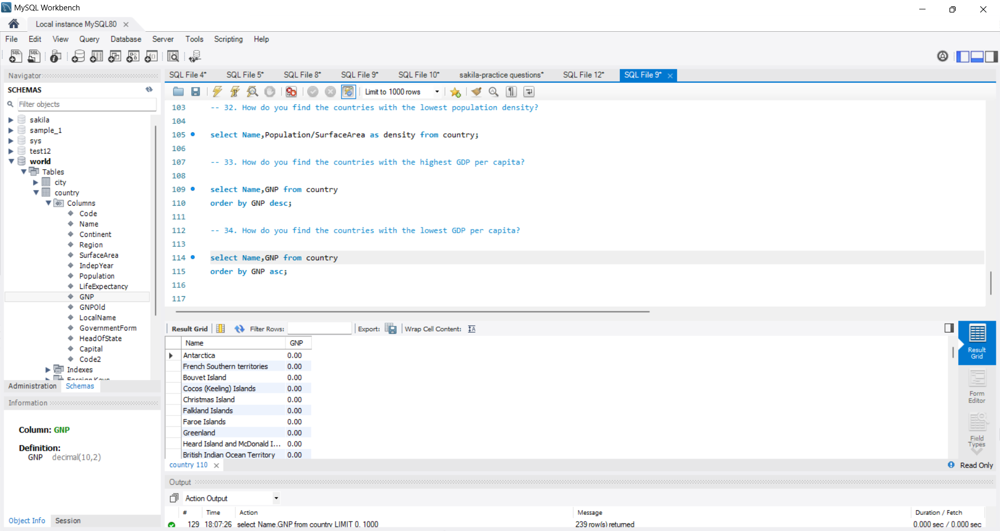 MySQL Workbench
Local instance MySQL80
File Edit View Query Database Server Tools Scripting Help
Navigator
SCHEMAS
Filter objects
sakila
sample_1
sys
test12
world
Tables
city
country
Columns
Code
Name
Continent
Region
SurfaceArea
IndepYear
Population
LifeExpectancy
GNP
GNPOld
LocalName
GovernmentForm
HeadOfState
Capital
Code2
Indexes
Foreign Keys
Administration Schemas
Information
Column: GNP
Definition:
GNP decimal(10,2)
Object Info Session
SQL File 4* SQL File 5* SQL File 8* SQL File 9* SQL File 10* sakila-practice questions* SQL File 12* SQL File 9*
Limit to 1000 rows
103 -- 32. How do you find the countries with the lowest population density?
104
105 select Name,Population/SurfaceArea as density from country;
106
107 -- 33. How do you find the countries with the highest GDP per capita?
108
109 select Name,GNP from country
110 order by GNP desc;
111
112 -- 34. How do you find the countries with the lowest GDP per capita?
113
114 select Name,GNP from country
115 order by GNP asc;
116
117
Result Grid Filter Rows: Export: Wrap Cell Content:
Name GNP
Antarctica 0.00
French Southern territories 0.00
Bouvet Island 0.00
Cocos (Keeling) Islands 0.00
Christmas Island 0.00
Falkland Islands 0.00
Faroe Islands 0.00
Greenland 0.00
Heard Island and McDonald I... 0.00
British Indian Ocean Territory 0.00
Result
Grid
Form
Editor
Field
Types
country 110
Read Only
Output
Action Output
# Time Action Message Duration / Fetch
129 18:07:26 select Name,GNP from country LIMIT 0, 1000 239 row(s) returned 0.000 sec / 0.000 sec